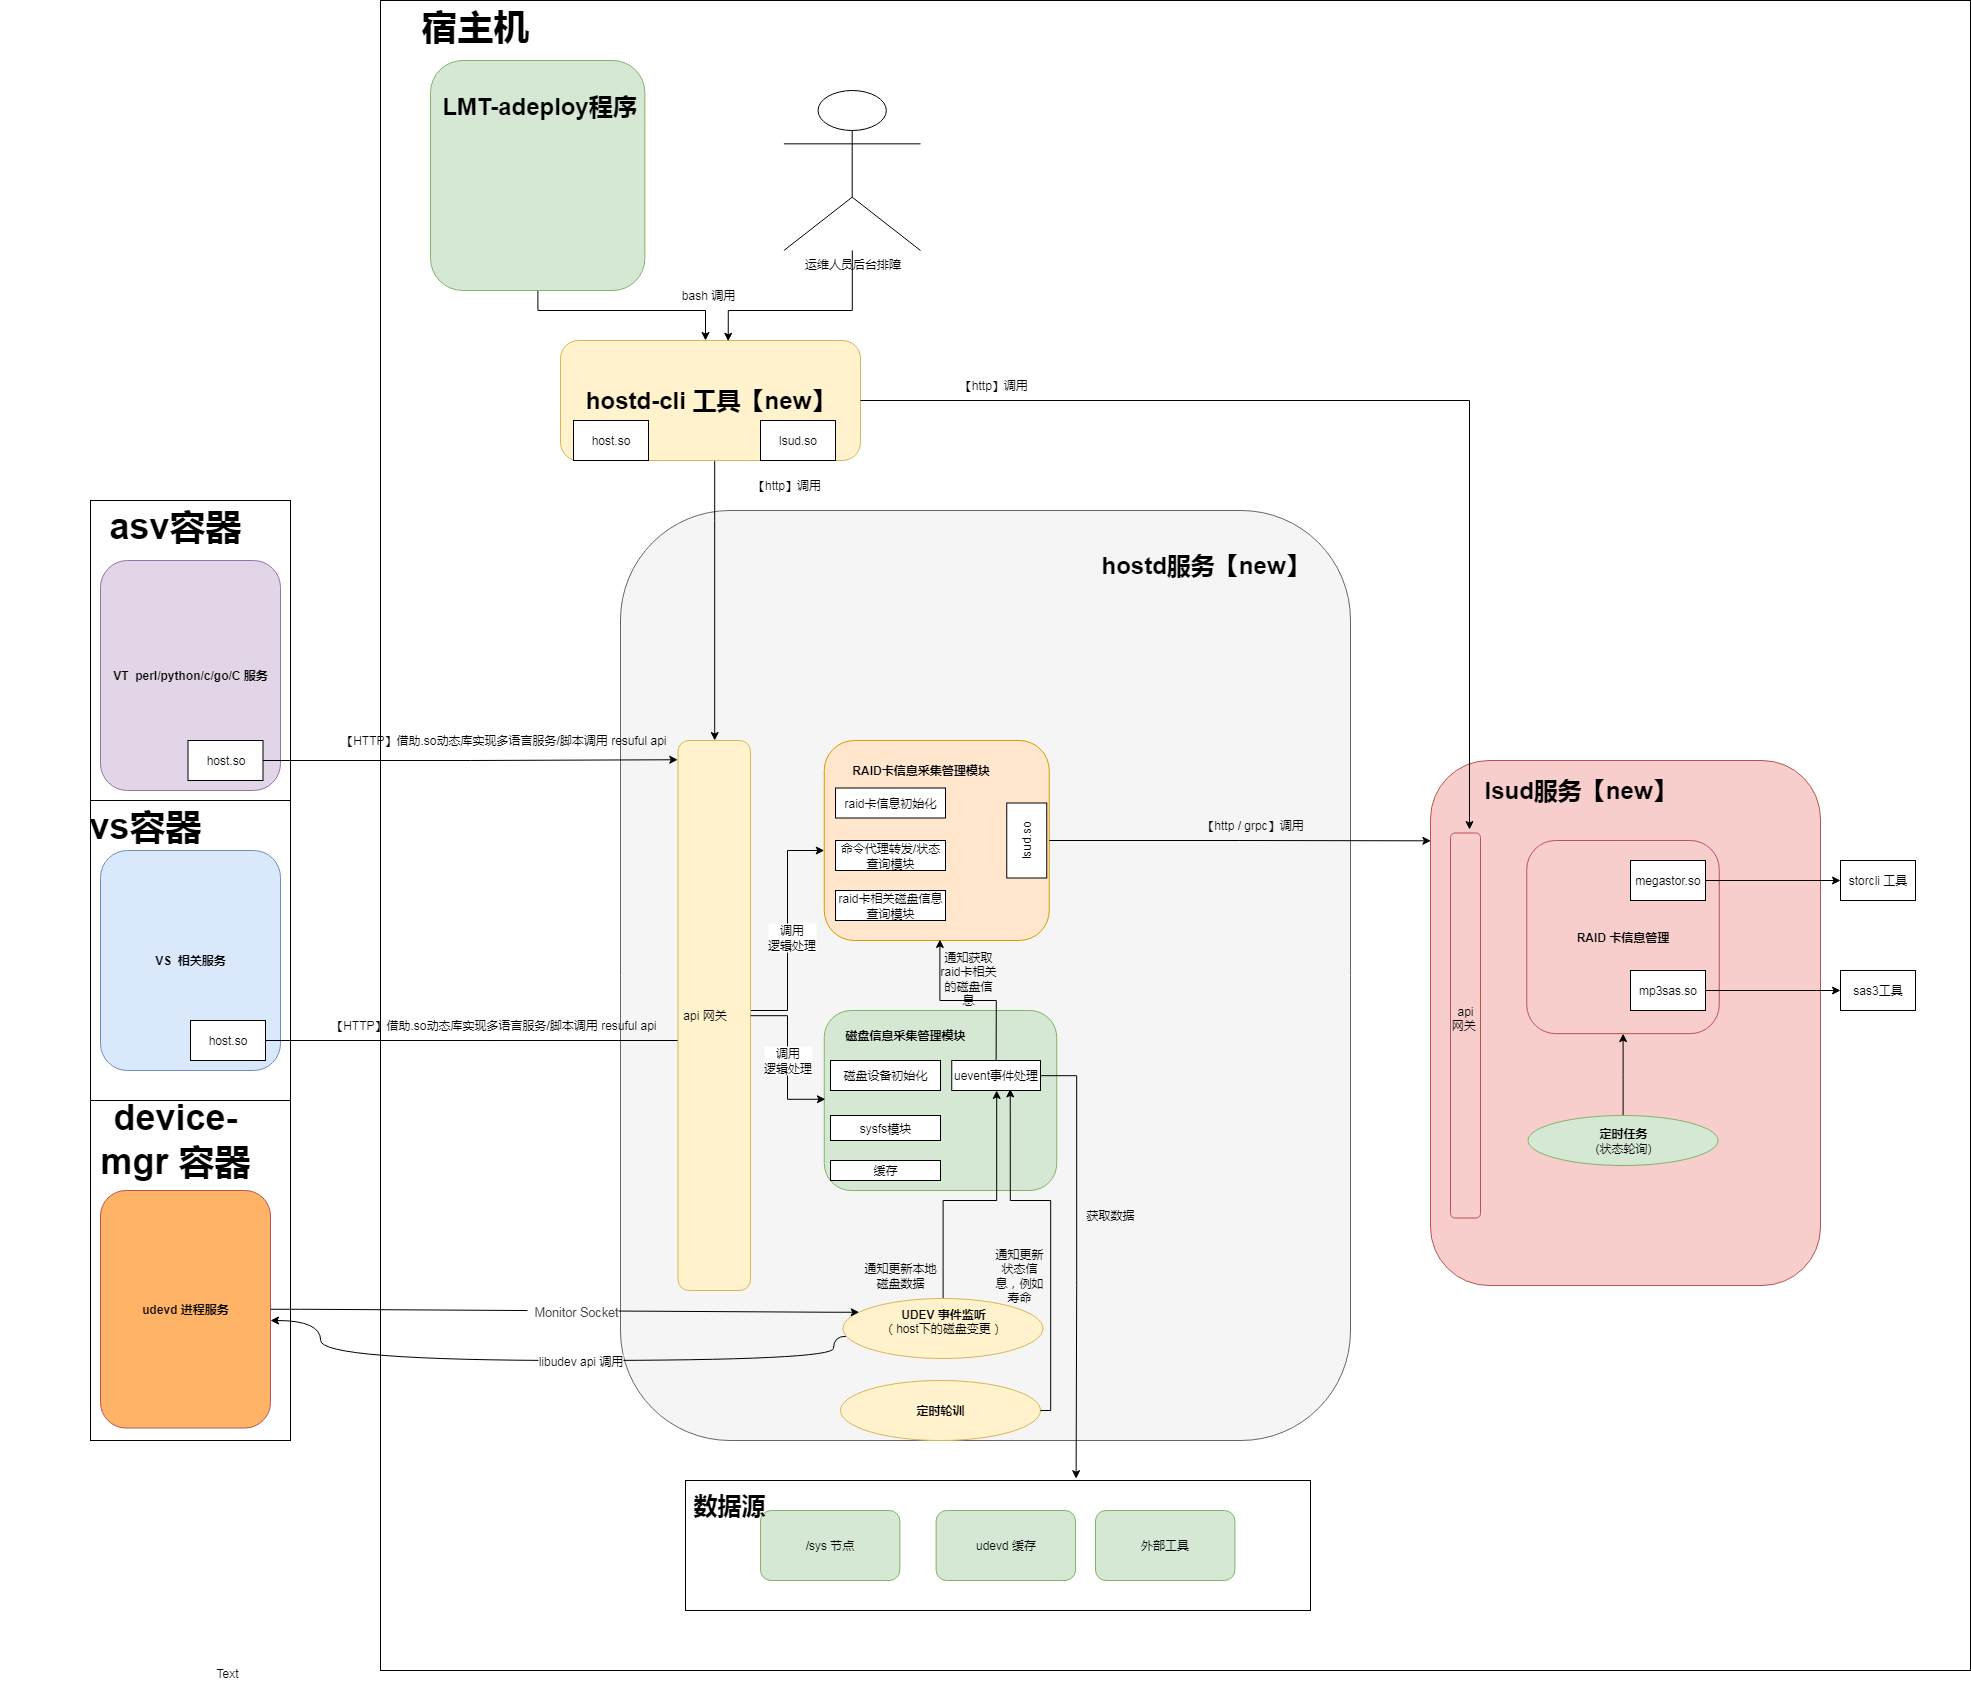 宿主机
LMT-adeploy程序
运维人员后台排障
bash 调用
hostd-cli 工具【new】
host.so
lsud.so
【http】调用
【http】调用
asv容器
VT perl/python/c/go/C 服务
host.so
【HTTP】借助.so动态库实现多语言服务/脚本调用 resuful api
vs容器
VS 相关服务
host.so
【HTTP】借助.so动态库实现多语言服务/脚本调用 resuful api
device-
mgr 容器
udevd 进程服务
Monitor Socket
libudev api 调用
hostd服务【new】
api 网关
调用
逻辑处理
调用
逻辑处理
RAID卡信息采集管理模块
raid卡信息初始化
命令代理转发/状态
查询模块
raid卡相关磁盘信息
查询模块
lsud.so
【http / grpc】调用
通知获取
raid卡相关
的磁盘信
息
磁盘信息采集管理模块
磁盘设备初始化
uevent事件处理
sysfs模块
缓存
获取数据
通知更新本地
磁盘数据
通知更新
状态信
息，例如
寿命
UDEV 事件监听
（host下的磁盘变更）
定时轮训
lsud服务【new】
api
网关
megastor.so
RAID 卡信息管理
mp3sas.so
storcli 工具
sas3工具
定时任务
(状态轮询)
数据源
/sys 节点
udevd 缓存
外部工具
Text